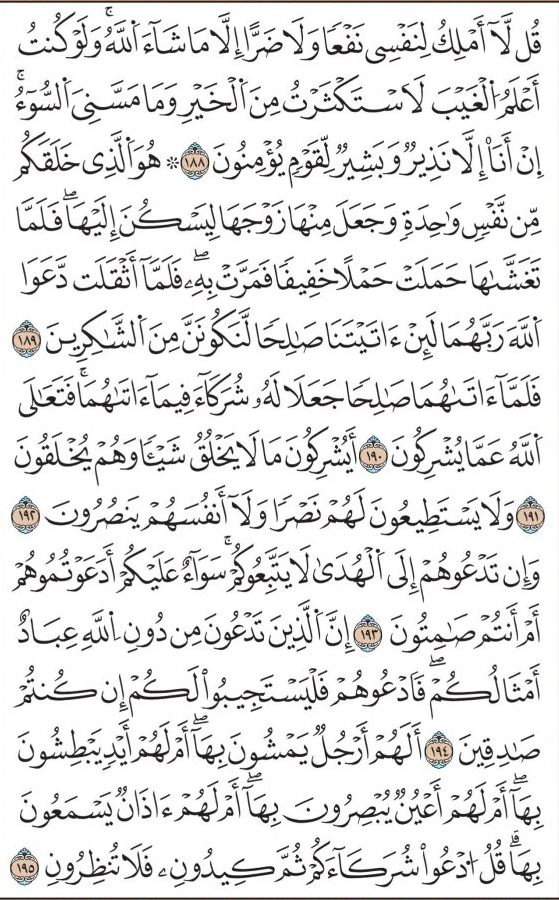 قُل لَّآ أَمْلِكُ لِنَفْسِى نَفْعًا وَلَا ضَرًّا إِلَّا مَا شَآءَ ٱللَّهُ ۚ وَلَوْ كُنتُ
أَعْلَمُ ٱلْغَيْبَ لَٱسْتَكْثَرْتُ مِنَ ٱلْخَيْرِ وَمَا مَسَّنِىَ ٱلسُّوٓءُ ۚ
إِنْ أَنَا۠ إِلَّا نَذِيرٌ وَبَشِيرٌ لِّقَوْمٍ يُؤْمِنُونَ ١٨٨ ۞ هُوَ ٱلَّذِى خَلَقَكُم
مِّن نَّفْسٍ وَٰحِدَةٍ وَجَعَلَ مِنْهَا زَوْجَهَا لِيَسْكُنَ إِلَيْهَا ۖ فَلَمَّا
تَغَشَّىٰهَا حَمَلَتْ حَمْلًا خَفِيفًا فَمَرَّتْ بِهِۦ ۖ فَلَمَّآ أَثْقَلَت دَّعَوَا
ٱللَّهَ رَبَّهُمَا لَئِنْ ءَاتَيْتَنَا صَٰلِحًا لَّنَكُونَنَّ مِنَ ٱلشَّٰكِرِينَ ١٨٩
فَلَمَّآ ءَاتَىٰهُمَا صَٰلِحًا جَعَلَا لَهُۥ شُرَكَآءَ فِيمَآ ءَاتَىٰهُمَا ۚ فَتَعَٰلَى
ٱللَّهُ عَمَّا يُشْرِكُونَ ١٩٠ أَيُشْرِكُونَ مَا لَا يَخْلُقُ شَيْـًٔا وَهُمْ يُخْلَقُونَ
١٩١ وَلَا يَسْتَطِيعُونَ لَهُمْ نَصْرًا وَلَآ أَنفُسَهُمْ يَنصُرُونَ ١٩٢
وَإِن تَدْعُوهُمْ إِلَى ٱلْهُدَىٰ لَا يَتَّبِعُوكُمْ ۚ سَوَآءٌ عَلَيْكُمْ أَدَعَوْتُمُوهُمْ
أَمْ أَنتُمْ صَٰمِتُونَ ١٩٣ إِنَّ ٱلَّذِينَ تَدْعُونَ مِن دُونِ ٱللَّهِ عِبَادٌ
أَمْثَالُكُمْ ۖ فَٱدْعُوهُمْ فَلْيَسْتَجِيبُوا۟ لَكُمْ إِن كُنتُمْ
صَٰدِقِينَ ١٩٤ أَلَهُمْ أَرْجُلٌ يَمْشُونَ بِهَآ ۖ أَمْ لَهُمْ أَيْدٍ يَبْطِشُونَ
بِهَآ ۖ أَمْ لَهُمْ أَعْيُنٌ يُبْصِرُونَ بِهَآ ۖ أَمْ لَهُمْ ءَاذَانٌ يَسْمَعُونَ
بِهَا ۗ قُلِ ٱدْعُوا۟ شُرَكَآءَكُمْ ثُمَّ كِيدُونِ فَلَا تُنظِرُونِ ١٩٥